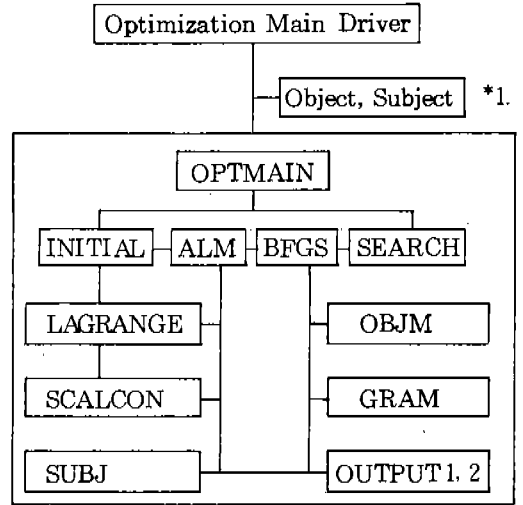 Optimization Main Driver
Object, Subject *1.
OPTMAIN
INITIAL ALM BFGS SEARCH
LAGRANGE OBJM
SCALCON GRAM
SUBJ OUTPUT 1, 2